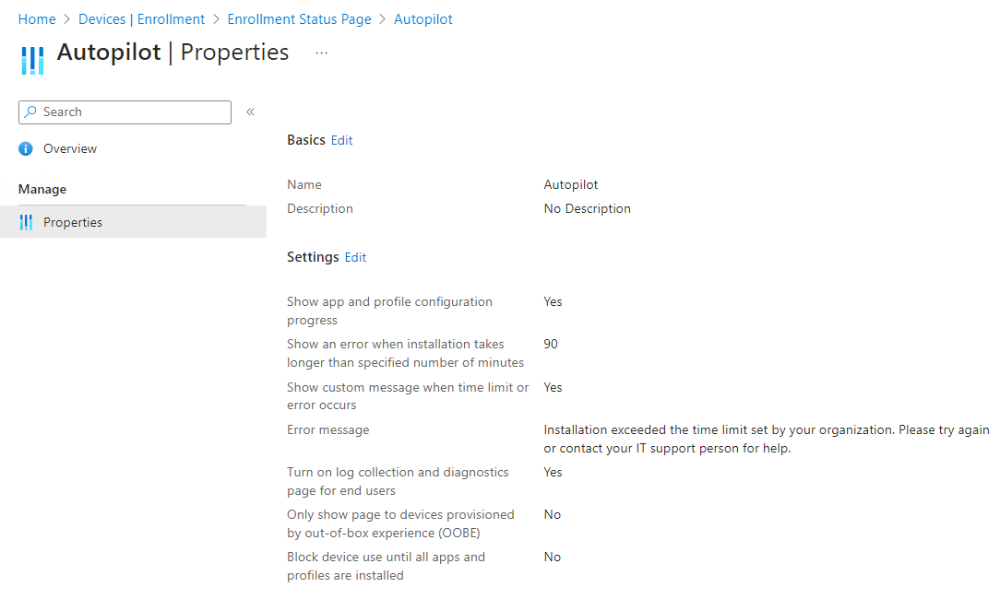 Home > Devices | Enrollment > Enrollment Status Page > Autopilot
Autopilot | Properties ...
Search «
Overview
Manage
Properties
Basics Edit
Name Autopilot
Description No Description
Settings Edit
Show app and profile configuration Yes
progress
Show an error when installation takes 90
longer than specified number of minutes
Show custom message when time limit or Yes
error occurs
Error message Installation exceeded the time limit set by your organization. Please try again
or contact your IT support person for help.
Turn on log collection and diagnostics Yes
page for end users
Only show page to devices provisioned No
by out-of-box experience (OOBE)
Block device use until all apps and No
profiles are installed